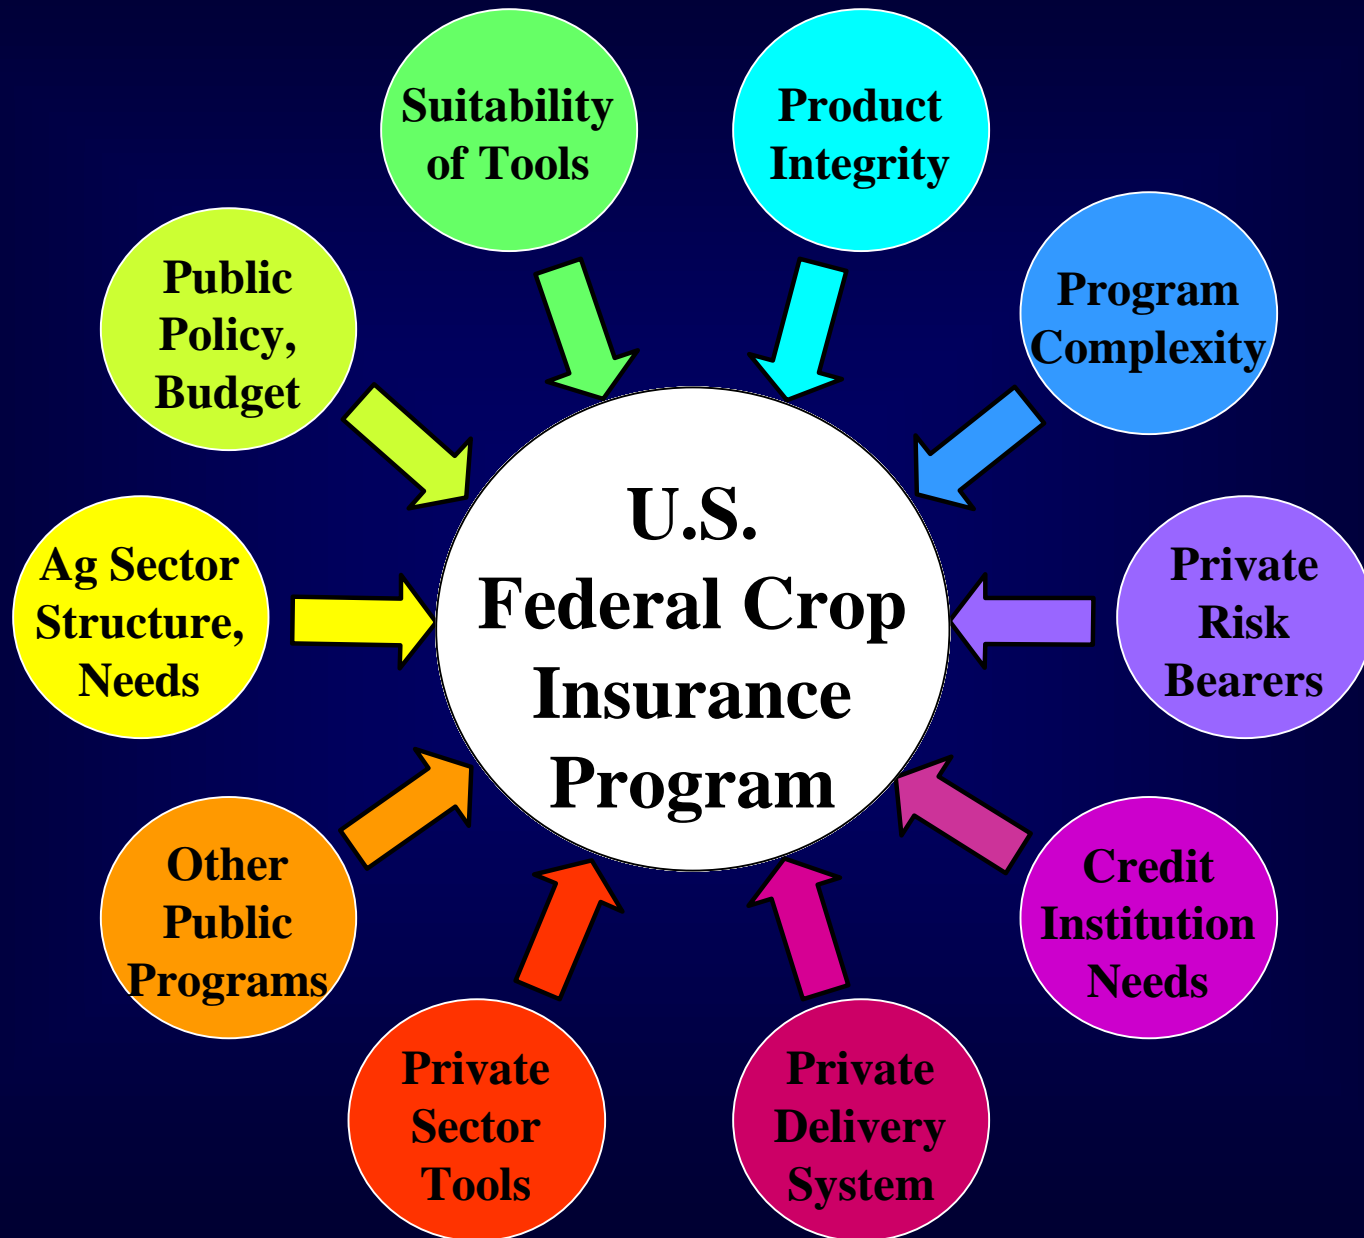 Suitability
of Tools
Product
Integrity
Public
Policy,
Budget
Program
Complexity
Ag Sector
Structure,
Needs
U.S.
Federal Crop
Insurance
Program
Private
Risk
Bearers
Other
Public
Programs
Credit
Institution
Needs
Private
Sector
Tools
Private
Delivery
System